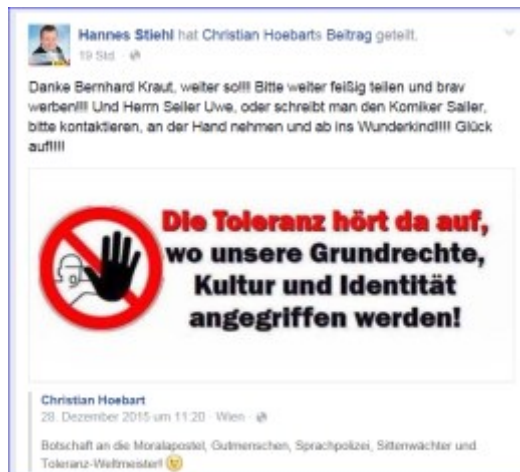 Hannes Stiehl hat Christian Hoebarts Beitrag geteilt.
19 Std ·
Danke Bernhard Kraut, weiter so!!! Bitte weiter feißig teilen und brav
werben!!! Und Herrn Seiler Uwe, oder schreibt man den Komiker Sailer,
bitte kontaktieren, an der Hand nehmen und ab ins Wunderkind!!!! Glück
auf!!!!
Die Toleranz hört da auf,
wo unsere Grundrechte,
Kultur und Identität
angegriffen werden!
Christian Hoebart
28. Dezember 2015 um 11:20 · Wien ·
Botschaft an die Moralapostel, Gutmenschen, Sprachpolizei, Sittenwächter und
Toleranz-Weltmeister!!